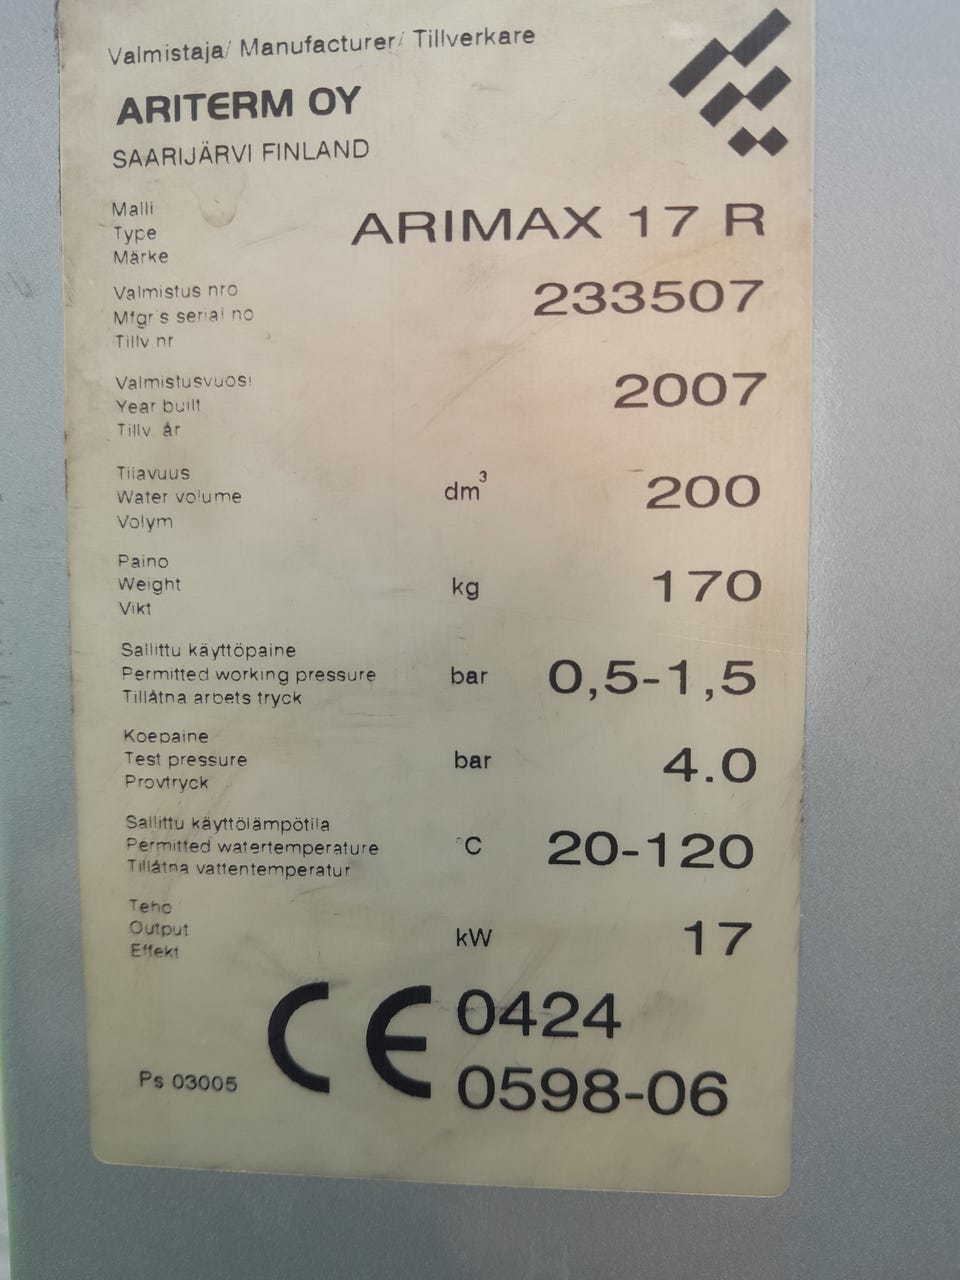 Valmistaja/ Manufacturer/ Tillverkare
ARITERM OY
SAARIJÄRVI FINLAND
Malli
Type
Märke
ARIMAX 17 R
Valmistus nro
Mfgr's serial no
Tillv nr
233507
Valmistusvuosi
Year built
Tillv. år
2007
Tilavuus
Water volume
Volym
dm³ 200
Paino
Weight
Vikt
kg 170
Sallittu käyttöpaine
Permitted working pressure
Tillåtna arbets tryck
bar 0,5-1,5
Koepaine
Test pressure
Provtryck
bar 4.0
Sallittu käyttölämpötila
Permitted watertemperature
Tillåtna vattentemperatur
°C 20-120
Teho
Output
Effekt
kW 17
CE 0424
0598-06
Ps 03005